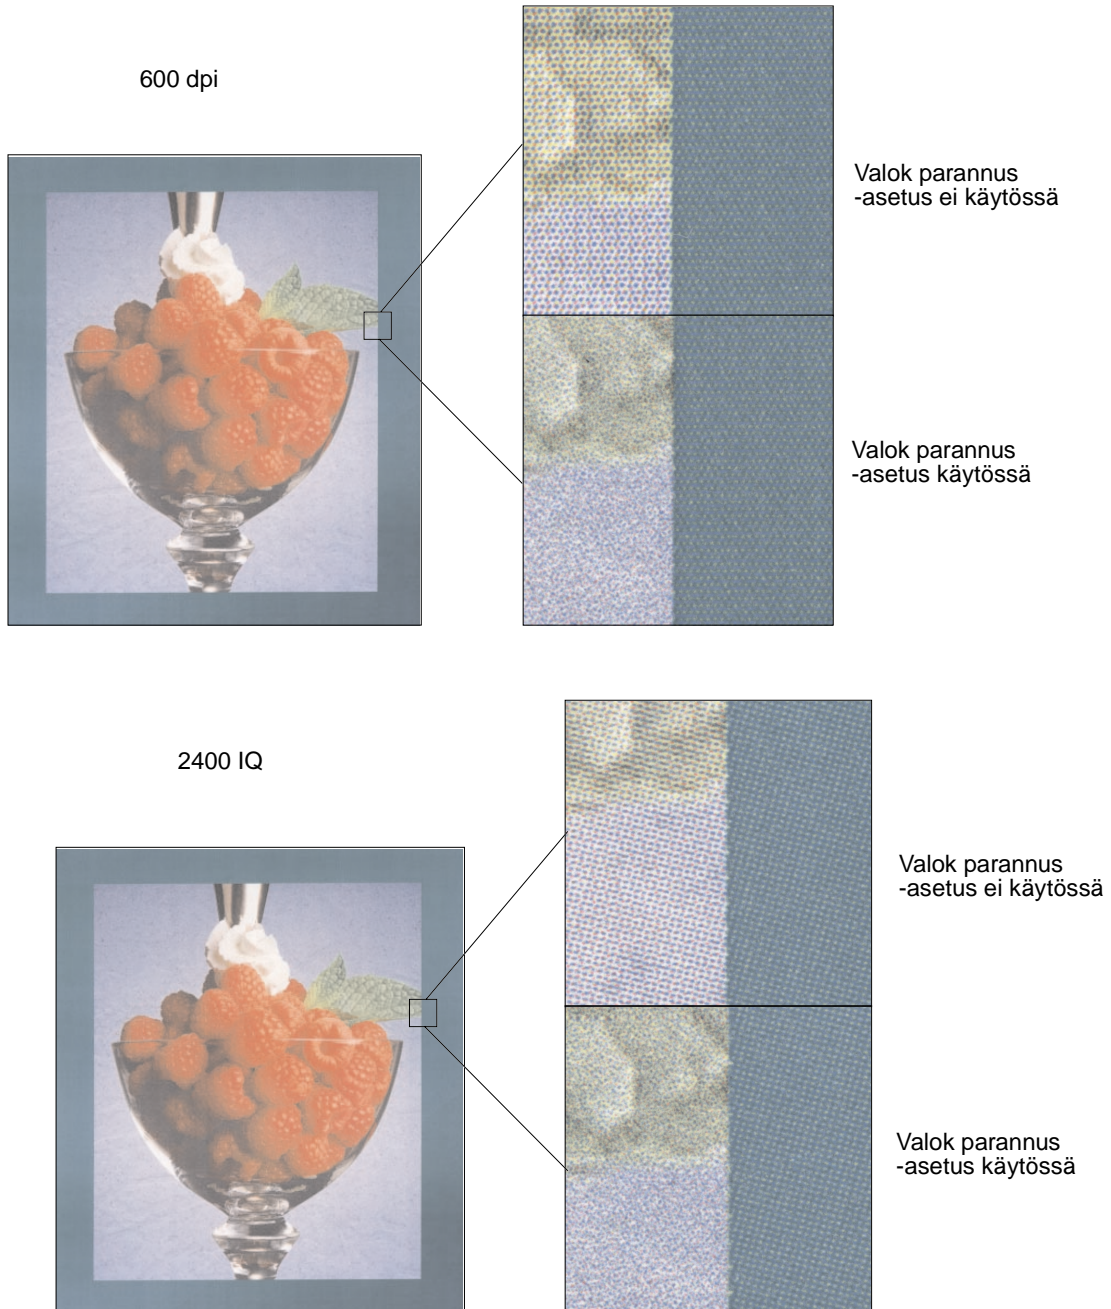 600 dpi
Valok parannus
-asetus ei käytössä
Valok parannus
-asetus käytössä
2400 IQ
Valok parannus
-asetus ei käytössä
Valok parannus
-asetus käytössä